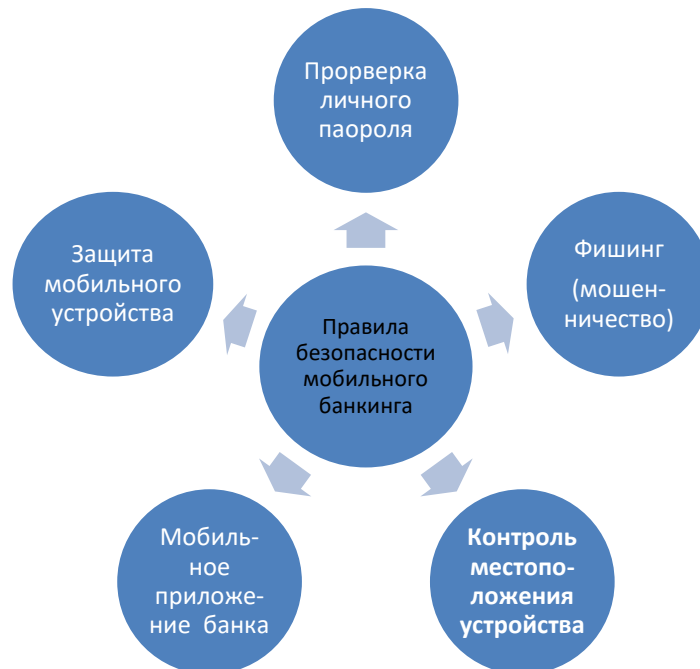 Прорверка
личного
паороля
Защита
мобильного
устройства
Фишинг
(мошен-
ничество)
Правила
безопасности
мобильного
банкинга
Мобиль-
ное
приложе-
ние банка
Контроль
местопо-
ложения
устройства